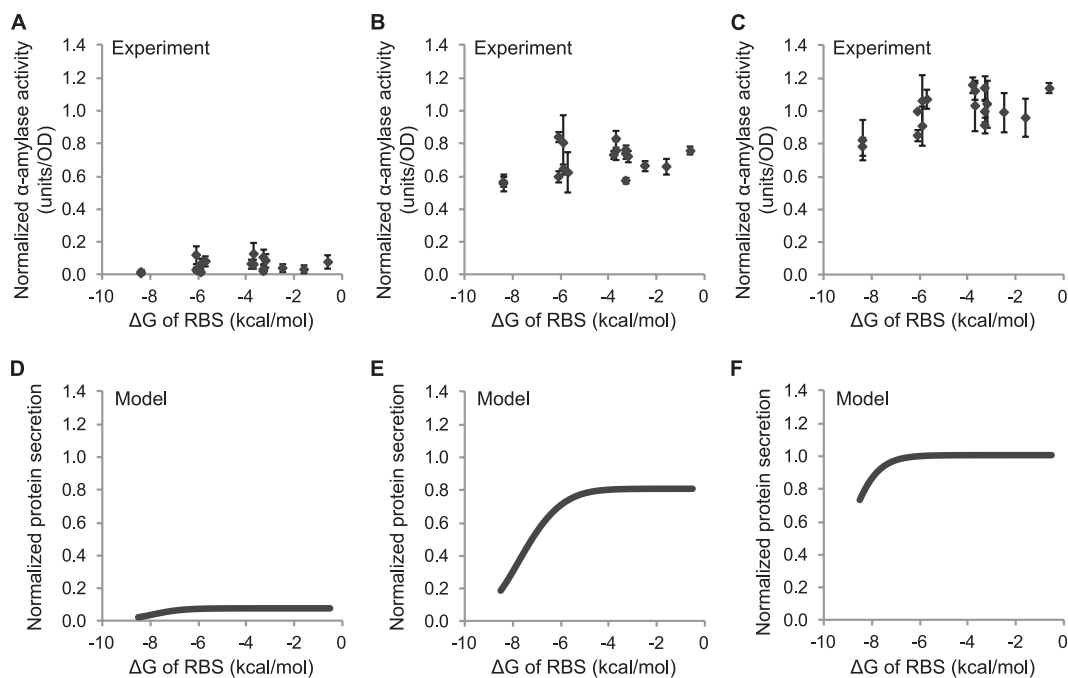 A
Experiment
Normalized α-amylase activity
(units/OD)
1.4
1.2
1.0
0.8
0.6
0.4
0.2
0.0
-10 -8 -6 -4 -2 0
ΔG of RBS (kcal/mol)
B
Experiment
Normalized α-amylase activity
(units/OD)
1.4
1.2
1.0
0.8
0.6
0.4
0.2
0.0
-10 -8 -6 -4 -2 0
ΔG of RBS (kcal/mol)
C
Experiment
Normalized α-amylase activity
(units/OD)
1.4
1.2
1.0
0.8
0.6
0.4
0.2
0.0
-10 -8 -6 -4 -2 0
ΔG of RBS (kcal/mol)
D
Model
Normalized protein secretion
1.4
1.2
1.0
0.8
0.6
0.4
0.2
0.0
-10 -8 -6 -4 -2 0
ΔG of RBS (kcal/mol)
E
Model
Normalized protein secretion
1.4
1.2
1.0
0.8
0.6
0.4
0.2
0.0
-10 -8 -6 -4 -2 0
ΔG of RBS (kcal/mol)
F
Model
Normalized protein secretion
1.4
1.2
1.0
0.8
0.6
0.4
0.2
0.0
-10 -8 -6 -4 -2 0
ΔG of RBS (kcal/mol)